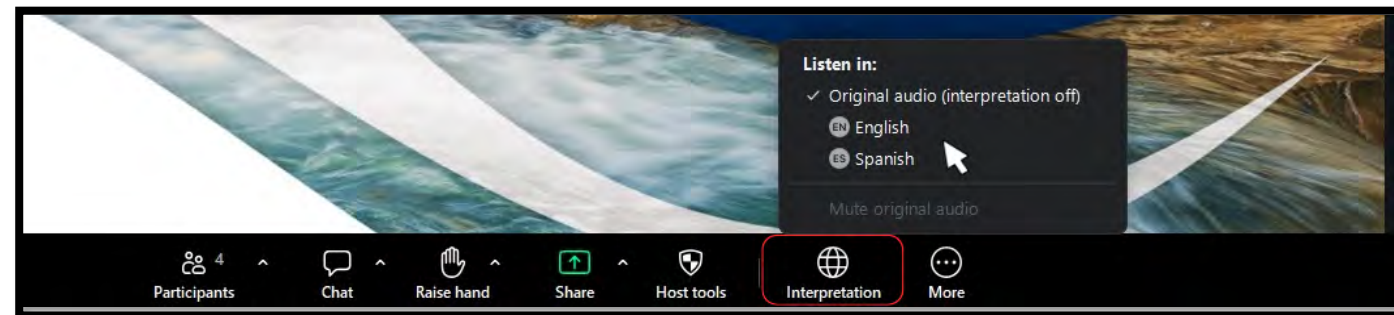 Listen in:
✓ Original audio (interpretation off)
EN English
ES Spanish
Mute original audio
4
Participants Chat Raise hand Share Host tools Interpretation More